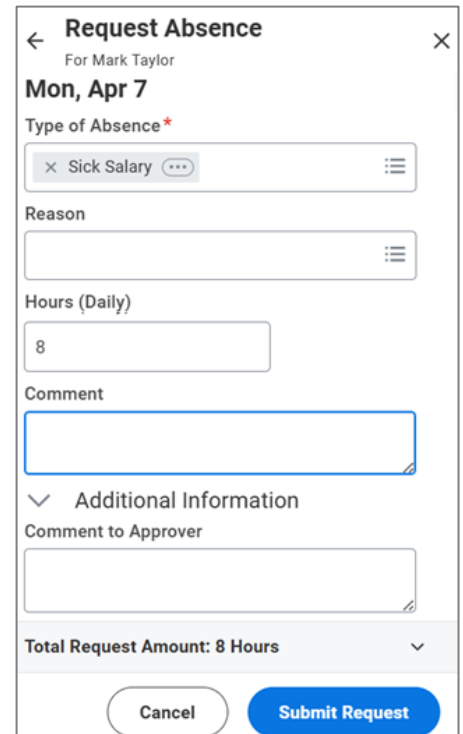 Request Absence
For Mark Taylor
Mon, Apr 7
Type of Absence*
× Sick Salary
Reason
Hours (Daily)
8
Comment
Additional Information
Comment to Approver
Total Request Amount: 8 Hours
Cancel Submit Request